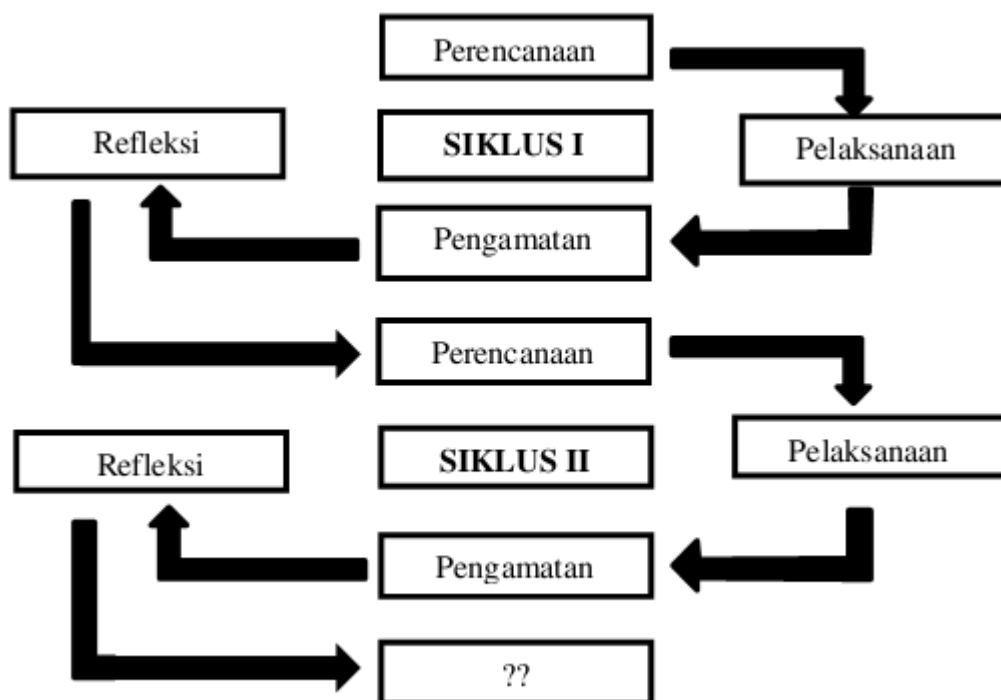 Perencanaan
Refleksi
SIKLUS I
Pelaksanaan
Pengamatan
Perencanaan
Refleksi
SIKLUS II
Pelaksanaan
Pengamatan
??